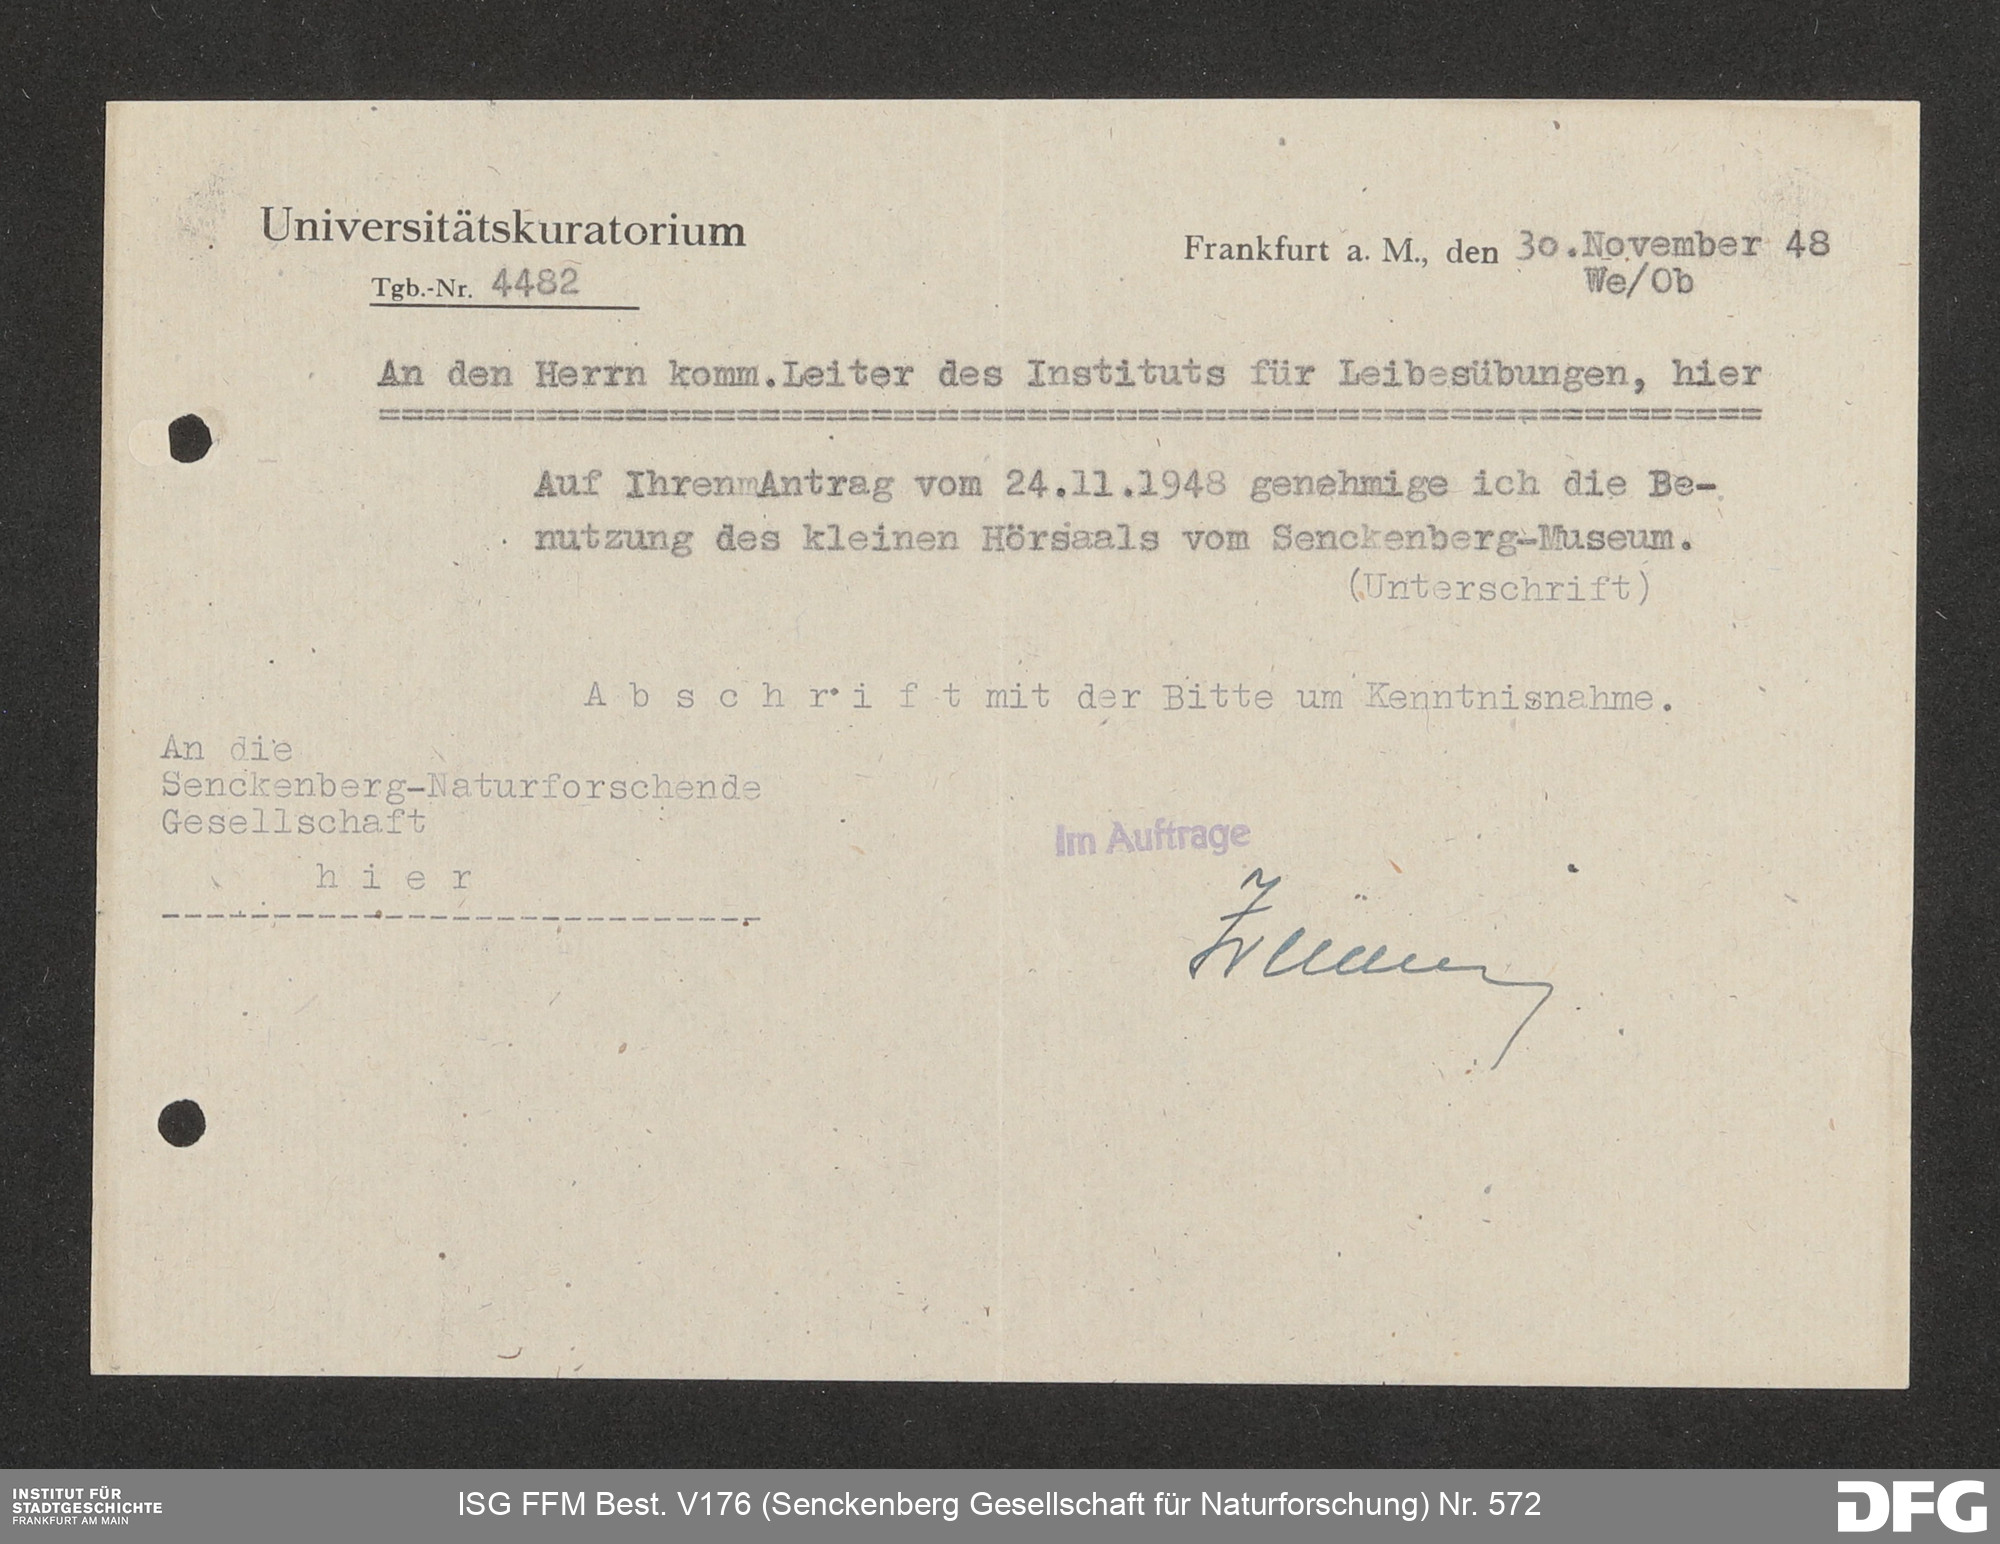 Universitätskuratorium
Tgb.-Nr. 4482
Frankfurt a. M., den 30.November 48
We/Ob
An den Herrn komm.Leiter des Instituts für Leibesübungen, hier
==============================================================
Auf IhrenmAntrag vom 24.11.1948 genehmige ich die Be-
nutzung des kleinen Hörsaals vom Senckenberg-Museum.
(Unterschrift)
A b s c h r i f t mit der Bitte um Kenntnisnahme.
An die
Senckenberg-Naturforschende
Gesellschaft
h i e r
---------------------------
Im Auftrage
INSTITUT FÜR
STADTGESCHICHTE
FRANKFURT AM MAIN
ISG FFM Best. V176 (Senckenberg Gesellschaft für Naturforschung) Nr. 572
DFG